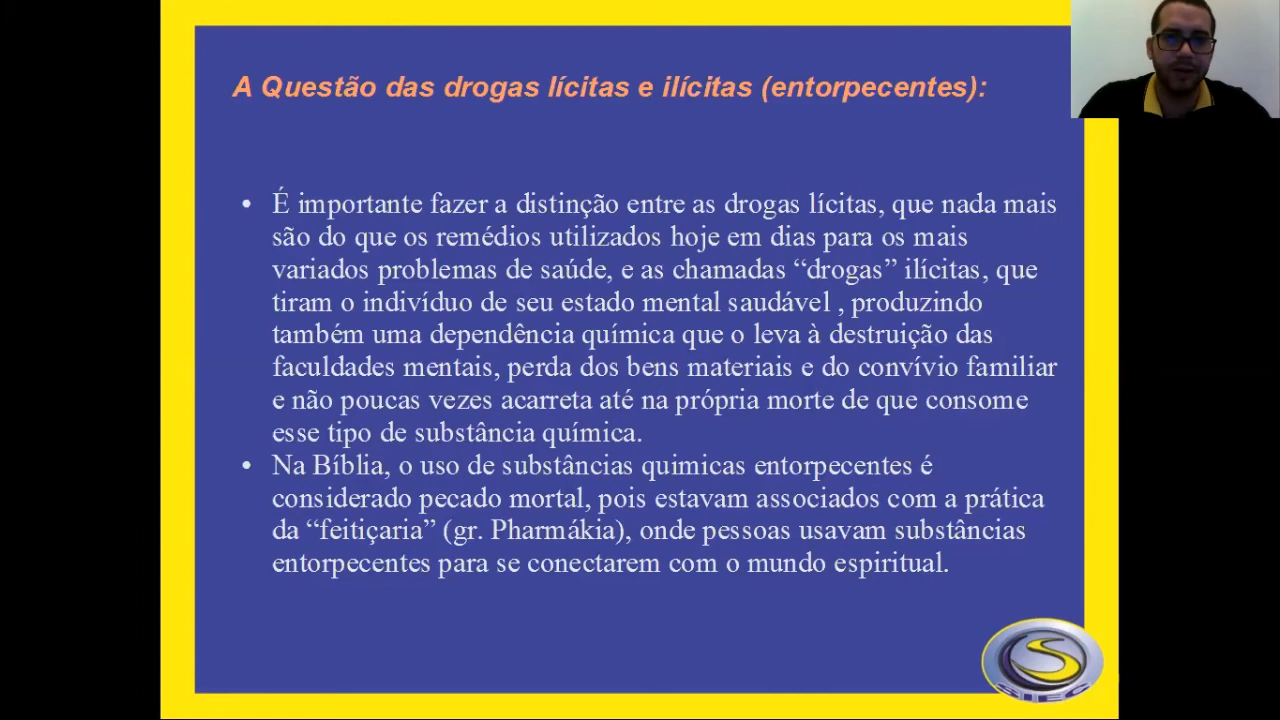 A Questão das drogas lícitas e ilícitas (entorpecentes):
• É importante fazer a distinção entre as drogas lícitas, que nada mais
são do que os remédios utilizados hoje em dias para os mais
variados problemas de saúde, e as chamadas “drogas” ilícitas, que
tiram o indivíduo de seu estado mental saudável , produzindo
também uma dependência química que o leva à destruição das
faculdades mentais, perda dos bens materiais e do convívio familiar
e não poucas vezes acarreta até na própria morte de que consome
esse tipo de substância química.
• Na Bíblia, o uso de substâncias quimicas entorpecentes é
considerado pecado mortal, pois estavam associados com a prática
da “feitiçaria” (gr. Pharmákia), onde pessoas usavam substâncias
entorpecentes para se conectarem com o mundo espiritual.